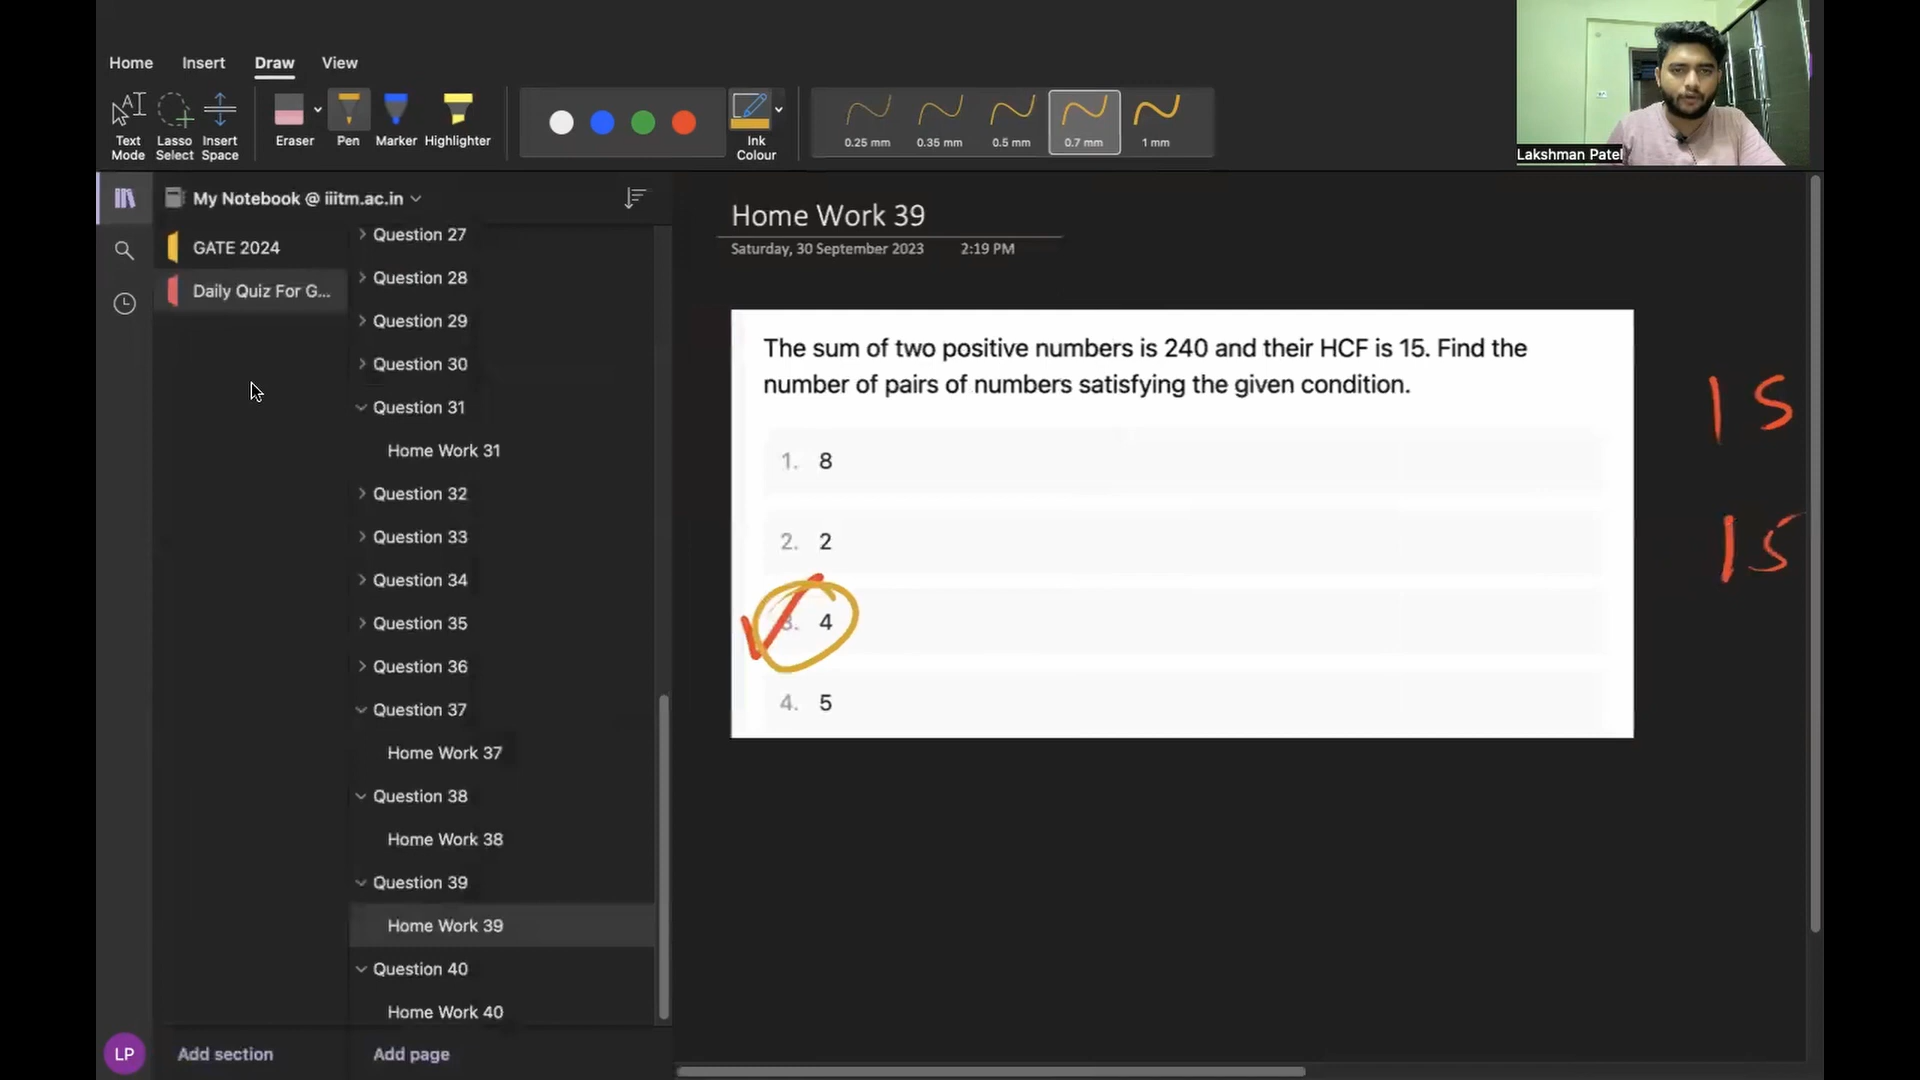 Home Insert Draw View
Text Mode
Lasso Select
Insert Space
Eraser
Pen
Marker
Highlighter
Ink Colour
0.25 mm
0.35 mm
0.5 mm
0.7 mm
1 mm
Lakshman Patel
My Notebook @ iiitm.ac.in
GATE 2024
Daily Quiz For G...
Question 27
Question 28
Question 29
Question 30
Question 31
Home Work 31
Question 32
Question 33
Question 34
Question 35
Question 36
Question 37
Home Work 37
Question 38
Home Work 38
Question 39
Home Work 39
Question 40
Home Work 40
LP
Add section
Add page
Home Work 39
Saturday, 30 September 2023 2:19 PM
The sum of two positive numbers is 240 and their HCF is 15. Find the
number of pairs of numbers satisfying the given condition.
1. 8
2. 2
3. 4
4. 5
15
15